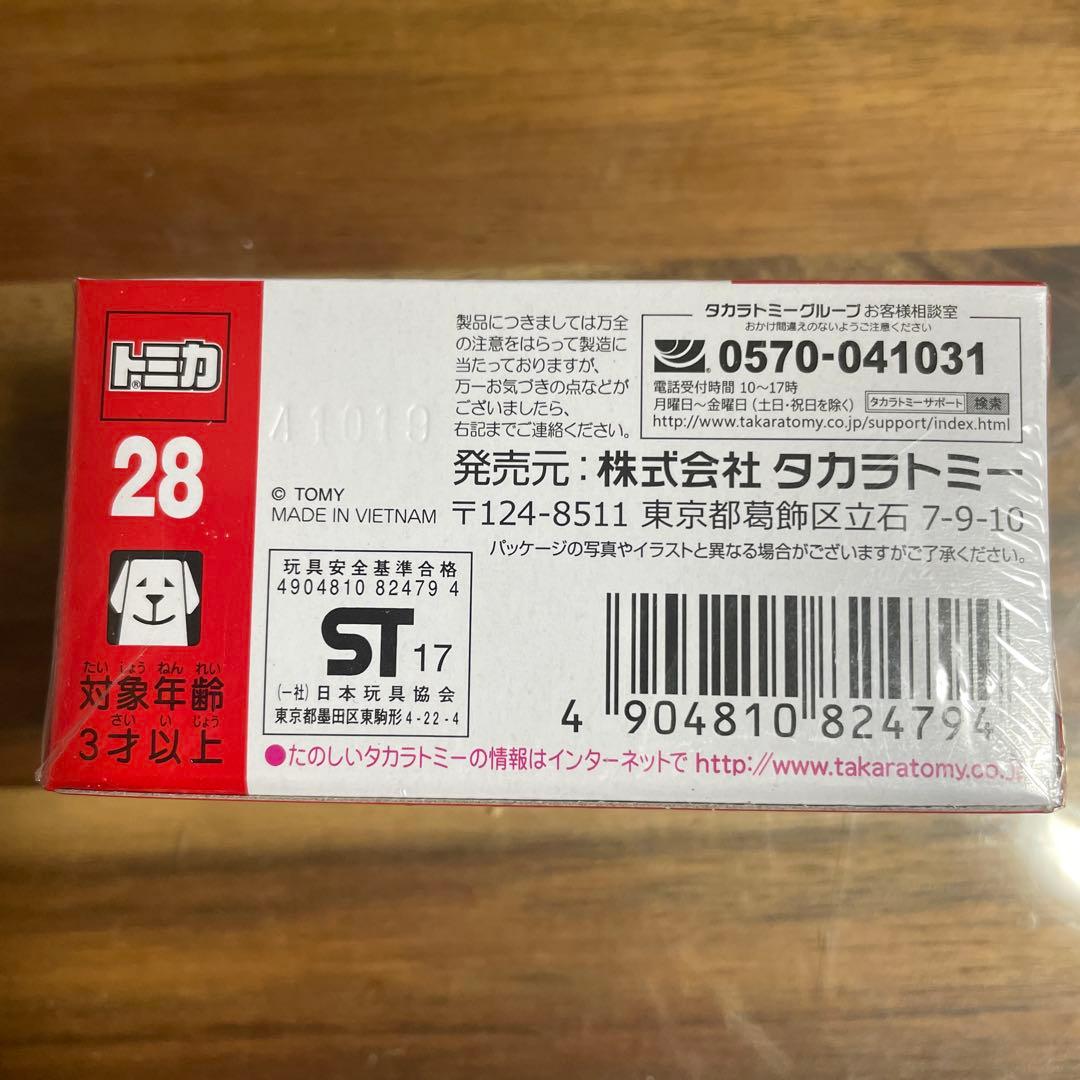 トミカ®
28
たい しょう ねん れい
対象年齢
さい い じょう
3才以上
A1019
© TOMY
MADE IN VIETNAM
製品につきましては万全
の注意をはらって製造に
当たっておりますが、
万一お気づきの点などが
ございましたら、
右記までご連絡ください。
タカラトミーグループ お客様相談室
おかけ間違えのないようご注意ください
0570-041031
電話受付時間 10〜17時
月曜日〜金曜日 (土日・祝日を除く) タカラトミーサポート 検索
http://www.takaratomy.co.jp/support/index.html
発売元:株式会社 タカラトミー
〒124-8511 東京都葛飾区立石 7-9-10
パッケージの写真やイラストと異なる場合がございますがご了承ください。
玩具安全基準合格
4904810 82479 4
ST 17
(一社) 日本玩具協会
東京都墨田区東駒形4-22-4
4 904810 824794
●たのしいタカラトミーの情報はインターネットで http://www.takaratomy.co.jp